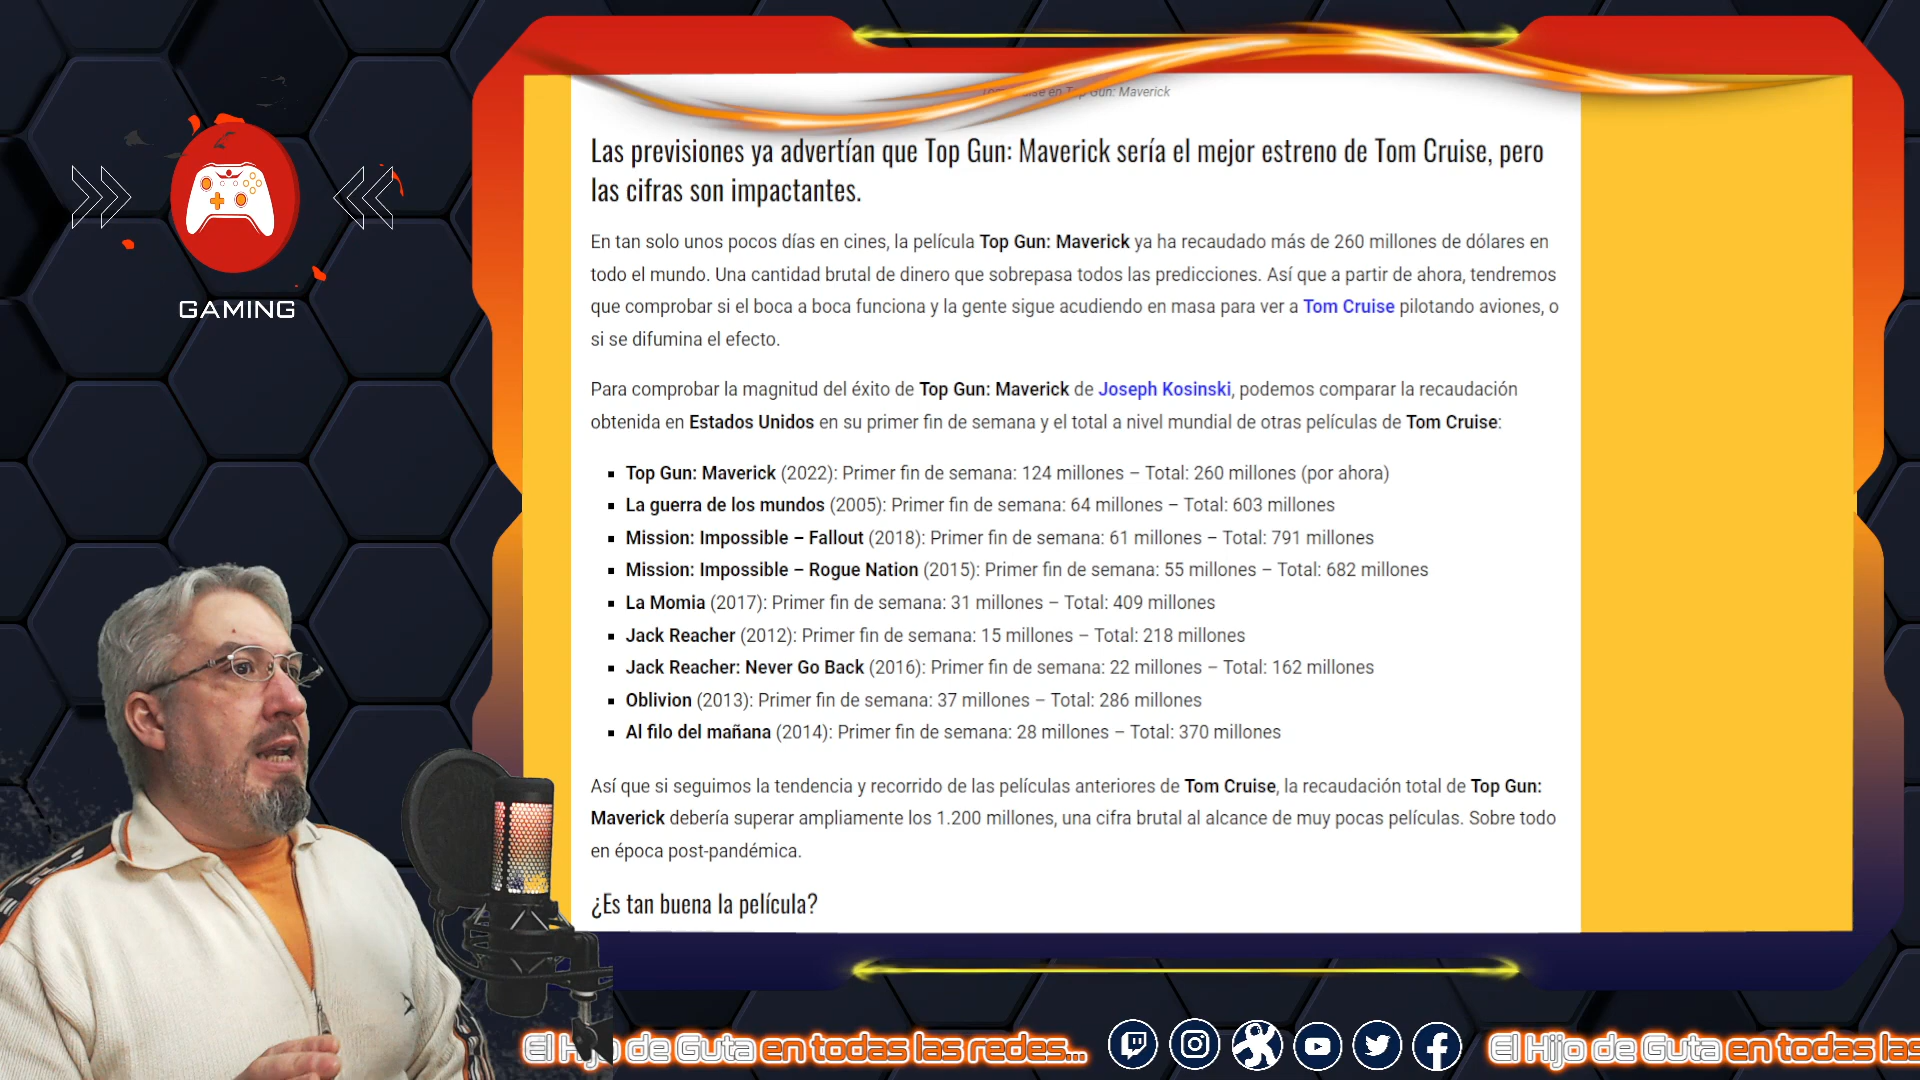 en Top Gun: Maverick
Las previsiones ya advertían que Top Gun: Maverick sería el mejor estreno de Tom Cruise, pero
las cifras son impactantes.
En tan solo unos pocos días en cines, la película Top Gun: Maverick ya ha recaudado más de 260 millones de dólares en
todo el mundo. Una cantidad brutal de dinero que sobrepasa todos las predicciones. Así que a partir de ahora, tendremos
que comprobar si el boca a boca funciona y la gente sigue acudiendo en masa para ver a Tom Cruise pilotando aviones, o
si se difumina el efecto.
Para comprobar la magnitud del éxito de Top Gun: Maverick de Joseph Kosinski, podemos comparar la recaudación
obtenida en Estados Unidos en su primer fin de semana y el total a nivel mundial de otras películas de Tom Cruise:
▪ Top Gun: Maverick (2022): Primer fin de semana: 124 millones – Total: 260 millones (por ahora)
▪ La guerra de los mundos (2005): Primer fin de semana: 64 millones – Total: 603 millones
▪ Mission: Impossible – Fallout (2018): Primer fin de semana: 61 millones – Total: 791 millones
▪ Mission: Impossible – Rogue Nation (2015): Primer fin de semana: 55 millones – Total: 682 millones
▪ La Momia (2017): Primer fin de semana: 31 millones – Total: 409 millones
▪ Jack Reacher (2012): Primer fin de semana: 15 millones – Total: 218 millones
▪ Jack Reacher: Never Go Back (2016): Primer fin de semana: 22 millones – Total: 162 millones
▪ Oblivion (2013): Primer fin de semana: 37 millones – Total: 286 millones
▪ Al filo del mañana (2014): Primer fin de semana: 28 millones – Total: 370 millones
Así que si seguimos la tendencia y recorrido de las películas anteriores de Tom Cruise, la recaudación total de Top Gun:
Maverick debería superar ampliamente los 1.200 millones, una cifra brutal al alcance de muy pocas películas. Sobre todo
en época post-pandémica.
¿Es tan buena la película?
GAMING
El Hijo de Guta en todas las redes...
El Hijo de Guta en todas las